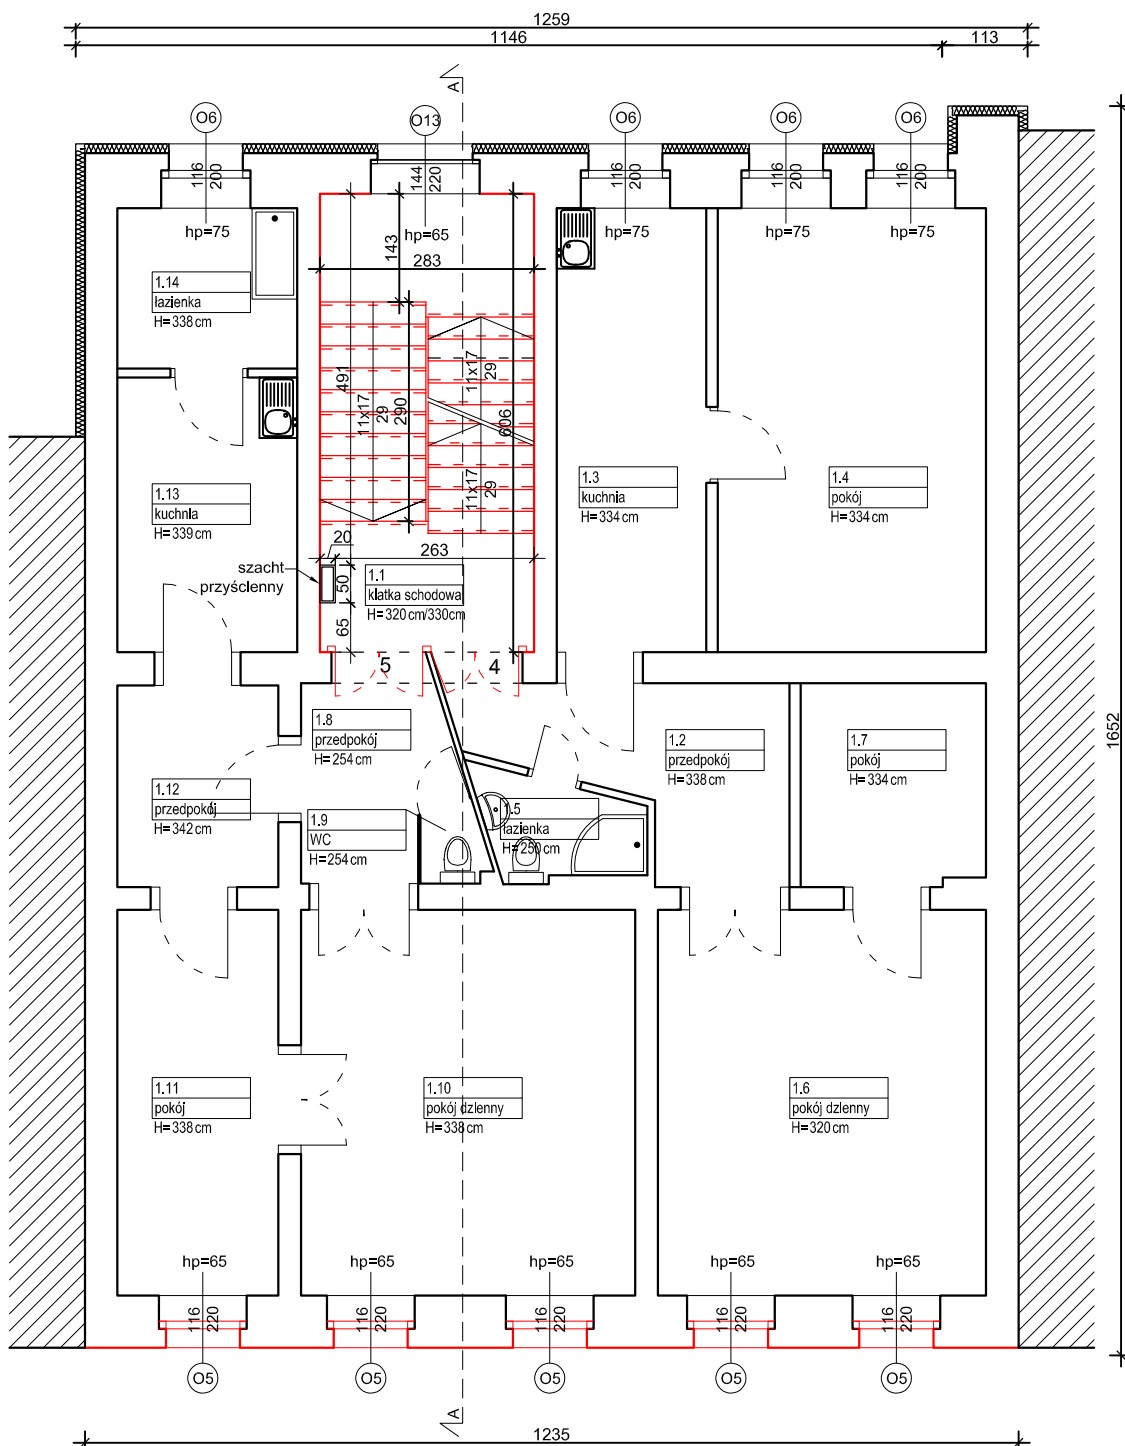 1259
1146
113
A
O6
O13
O6
O6
O6
116
200
144
220
116
200
116
200
116
200
hp=75
hp=65
hp=75
hp=75
hp=75
143
283
1.14
łazienka
H=338cm
491
11x17
29
290
11x17
29
606
11x17
29
1.13
kuchnia
H=339cm
1.3
kuchnia
H=334cm
1.4
pokój
H=334cm
20
263
szacht
przyścienny
50
65
1.1
klatka schodowa
H=320cm/330cm
5
4
1652
1.8
przedpokój
H=254cm
1.2
przedpokój
H=338cm
1.7
pokój
H=334cm
1.12
przedpokój
H=342cm
1.9
WC
H=254cm
1.5
łazienka
H=250cm
1.11
pokój
H=338cm
1.10
pokój dzienny
H=338cm
1.6
pokój dzienny
H=320cm
hp=65
hp=65
hp=65
hp=65
hp=65
116
220
116
220
116
220
116
220
116
220
O5
O5
O5
O5
O5
A
1235